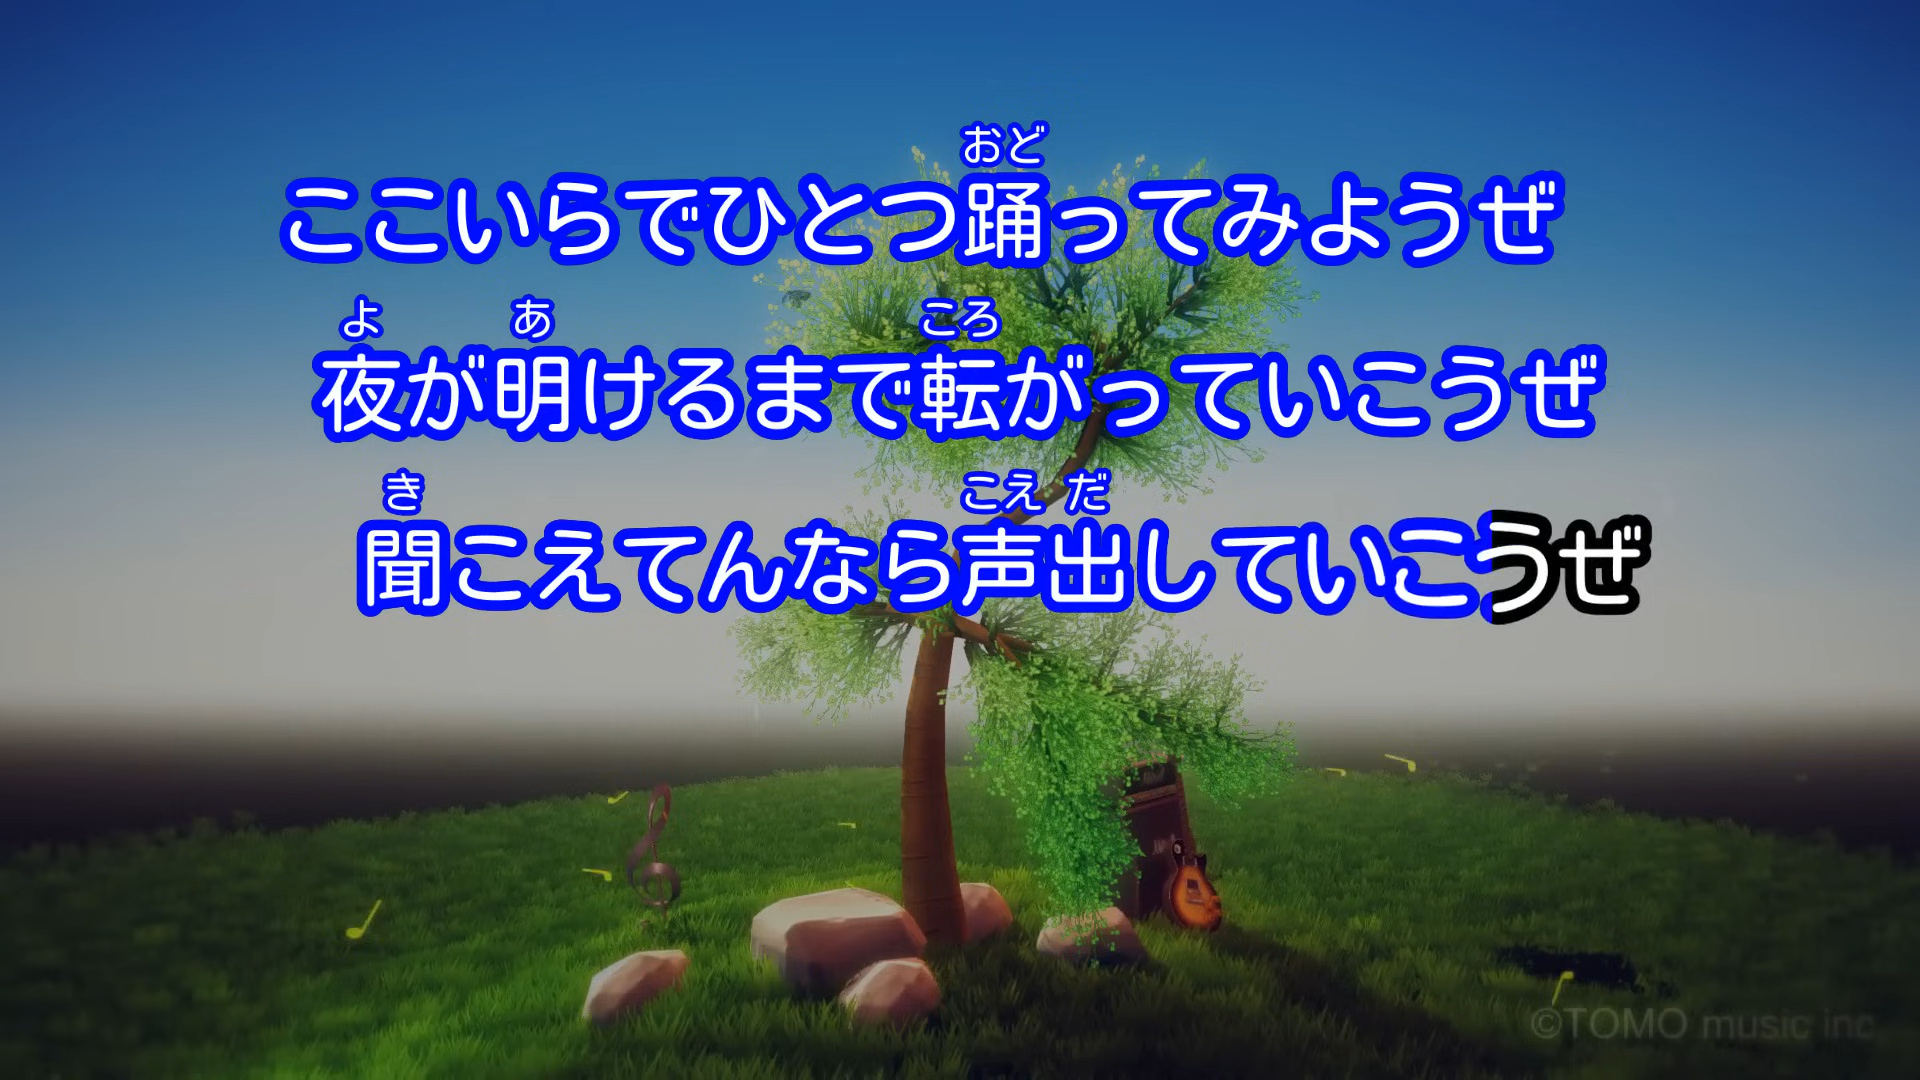 おど
ここいらでひとつ踊ってみようぜ
よ あ ころ
夜が明けるまで転がっていこうぜ
き こえ だ
聞こえてんなら声出していこうぜ
©TOMO music inc